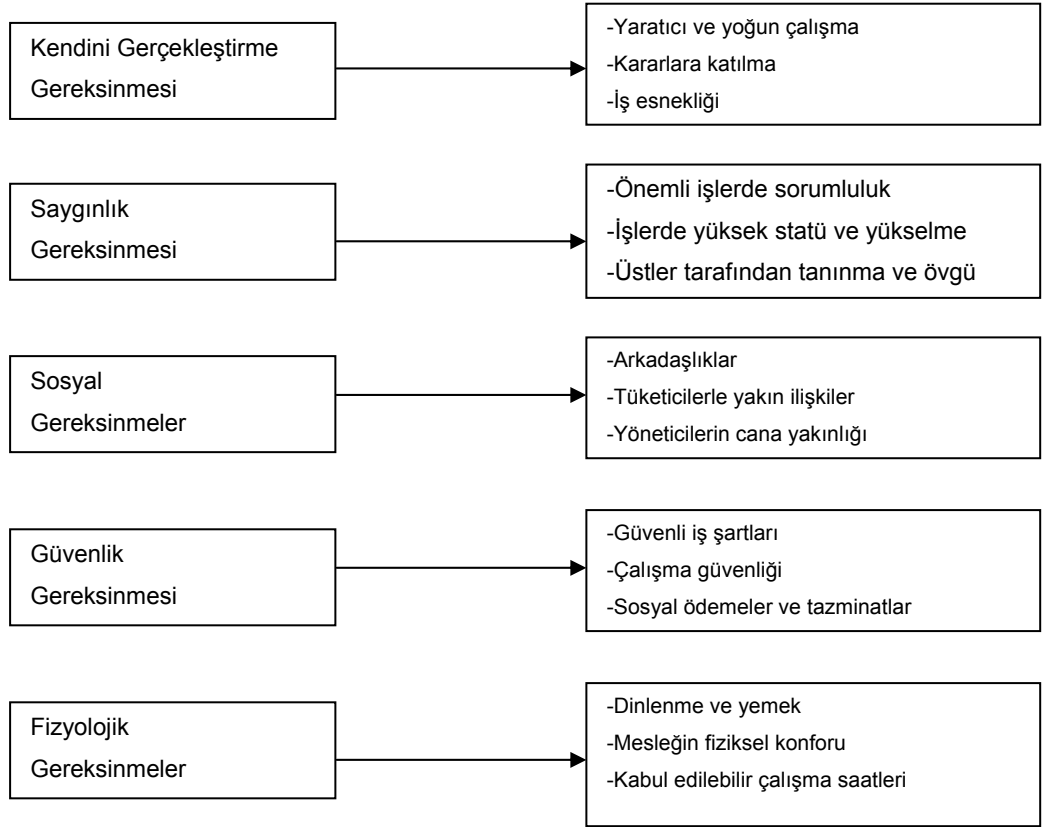 Kendini Gerçekleştirme
Gereksinmesi
-Yaratıcı ve yoğun çalışma
-Kararlara katılma
-İş esnekliği
Saygınlık
Gereksinmesi
-Önemli işlerde sorumluluk
-İşlerde yüksek statü ve yükselme
-Üstler tarafından tanınma ve övgü
Sosyal
Gereksinmeler
-Arkadaşlıklar
-Tüketicilerle yakın ilişkiler
-Yöneticilerin cana yakınlığı
Güvenlik
Gereksinmesi
-Güvenli iş şartları
-Çalışma güvenliği
-Sosyal ödemeler ve tazminatlar
Fizyolojik
Gereksinmeler
-Dinlenme ve yemek
-Mesleğin fiziksel konforu
-Kabul edilebilir çalışma saatleri